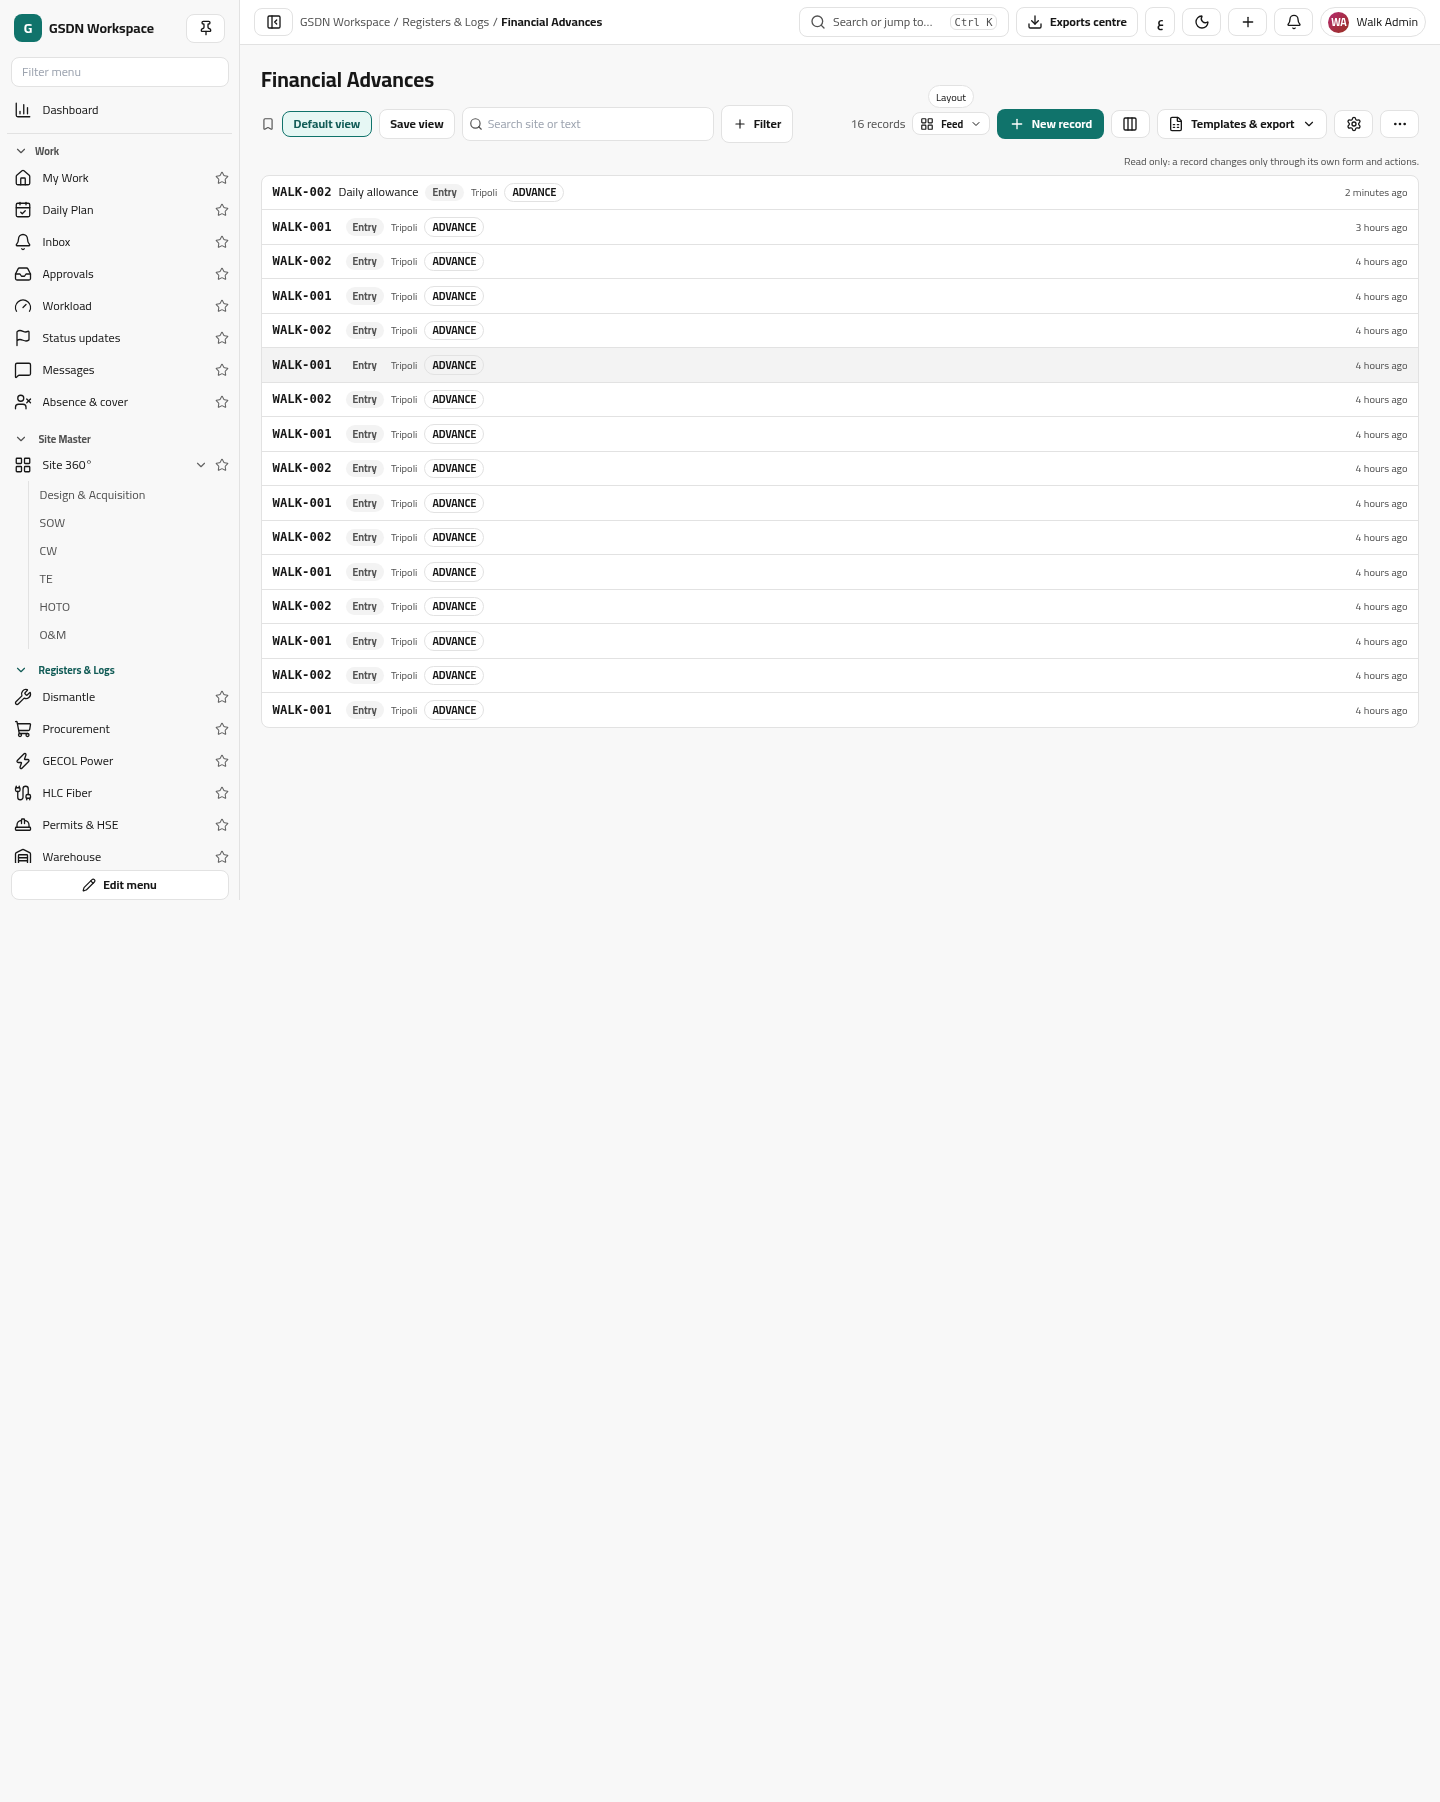 G GSDN Workspace
Filter menu
Dashboard
Work
My Work
Daily Plan
Inbox
Approvals
Workload
Status updates
Messages
Absence & cover
Site Master
Site 360°
Design & Acquisition
SOW
CW
TE
HOTO
O&M
Registers & Logs
Dismantle
Procurement
GECOL Power
HLC Fiber
Permits & HSE
Warehouse
Edit menu
GSDN Workspace / Registers & Logs / Financial Advances
Search or jump to... Ctrl K
Exports centre
ع
WA Walk Admin
Financial Advances
Layout
Default view Save view Search site or text Filter 16 records Feed New record Templates & export
Read only: a record changes only through its own form and actions.
WALK-002 Daily allowance Entry Tripoli ADVANCE 2 minutes ago
WALK-001 Entry Tripoli ADVANCE 3 hours ago
WALK-002 Entry Tripoli ADVANCE 4 hours ago
WALK-001 Entry Tripoli ADVANCE 4 hours ago
WALK-002 Entry Tripoli ADVANCE 4 hours ago
WALK-001 Entry Tripoli ADVANCE 4 hours ago
WALK-002 Entry Tripoli ADVANCE 4 hours ago
WALK-001 Entry Tripoli ADVANCE 4 hours ago
WALK-002 Entry Tripoli ADVANCE 4 hours ago
WALK-001 Entry Tripoli ADVANCE 4 hours ago
WALK-002 Entry Tripoli ADVANCE 4 hours ago
WALK-001 Entry Tripoli ADVANCE 4 hours ago
WALK-002 Entry Tripoli ADVANCE 4 hours ago
WALK-001 Entry Tripoli ADVANCE 4 hours ago
WALK-002 Entry Tripoli ADVANCE 4 hours ago
WALK-001 Entry Tripoli ADVANCE 4 hours ago